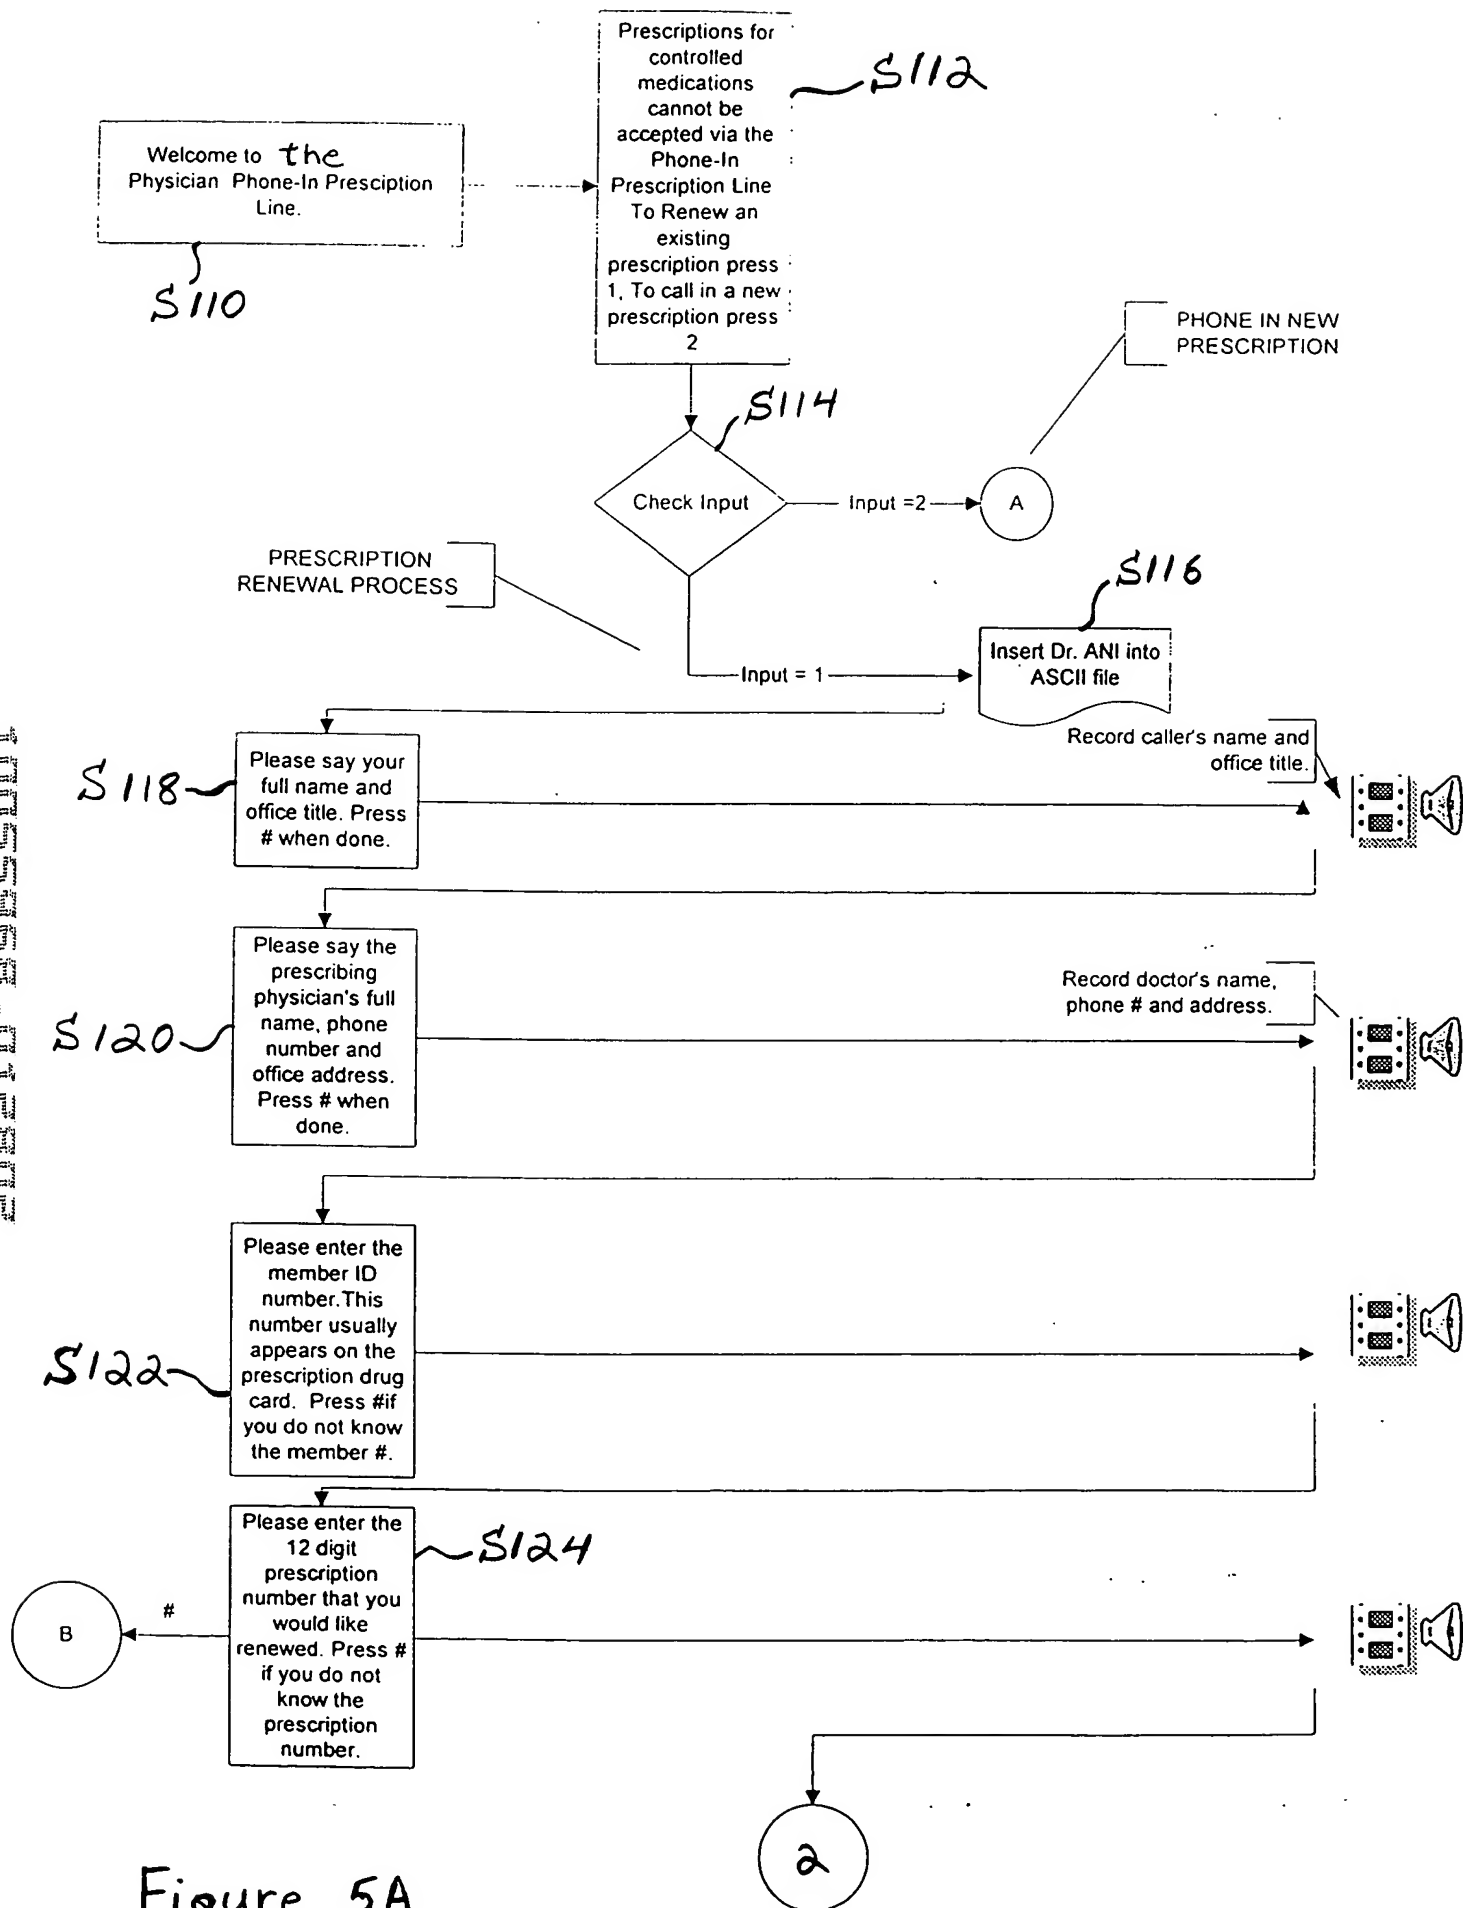 Prescriptions for
controlled
medications
cannot be
accepted via the
Phone-In
Prescription Line
To Renew an
existing
prescription press
1, To call in a new
prescription press
2
S112
Welcome to the
Physician Phone-In Presciption
Line.
S110
PHONE IN NEW
PRESCRIPTION
S114
Check Input
Input =2
A
PRESCRIPTION
RENEWAL PROCESS
S116
Insert Dr. ANI into
ASCII file
Input = 1
Record caller's name and
office title.
S118
Please say your
full name and
office title. Press
# when done.
Please say the
prescribing
physician's full
name, phone
number and
office address.
Press # when
done.
S120
Record doctor's name,
phone # and address.
Please enter the
member ID
number.This
number usually
appears on the
prescription drug
card. Press #if
you do not know
the member #.
S122
Please enter the
12 digit
prescription
number that you
would like
renewed. Press #
if you do not
know the
prescription
number.
S124
#
B
2
Figure 5A